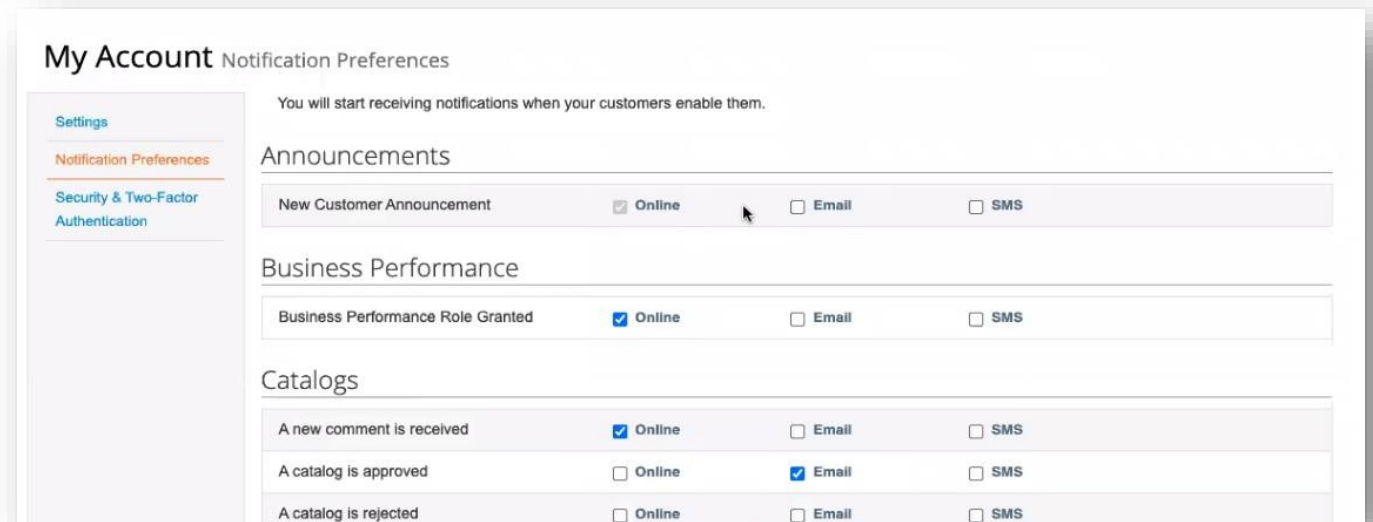 My Account Notification Preferences
You will start receiving notifications when your customers enable them.
Settings
Notification Preferences
Security & Two-Factor
Authentication
Announcements
New Customer Announcement Online Email SMS
Business Performance
Business Performance Role Granted Online Email SMS
Catalogs
A new comment is received Online Email SMS
A catalog is approved Online Email SMS
A catalog is rejected Online Email SMS